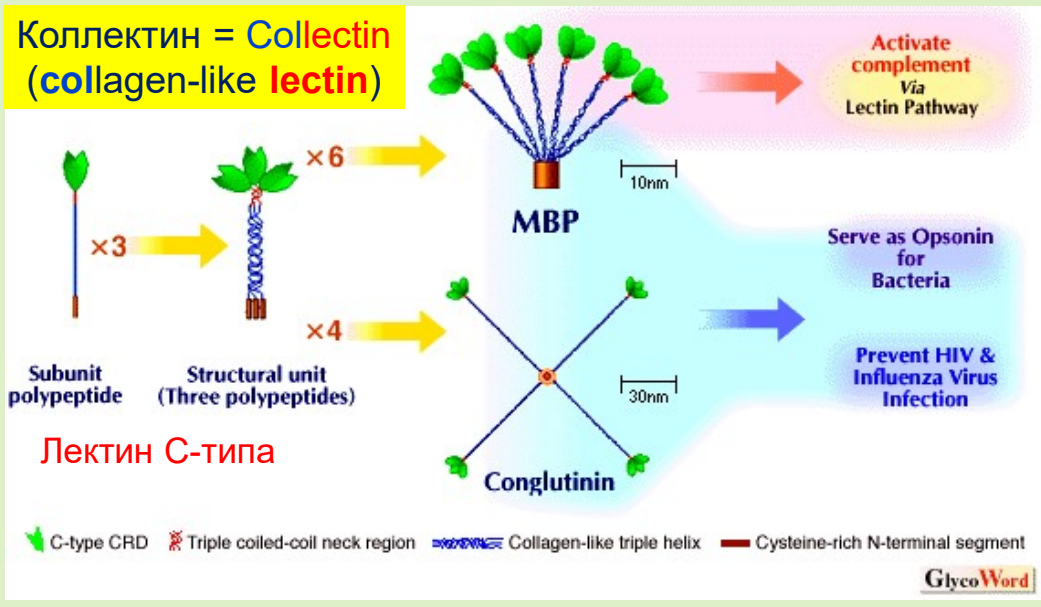 Коллектин = Collectin
(collagen-like lectin)
Activate
complement
Via
Lectin Pathway
×6
10nm
MBP
×3
Serve as Opsonin
for
Bacteria
×4
Subunit
polypeptide
Structural unit
(Three polypeptides)
30nm
Prevent HIV &
Influenza Virus
Infection
Лектин С-типа
Conglutinin
C-type CRD
Triple coiled-coil neck region
Collagen-like triple helix
Cysteine-rich N-terminal segment
GlycoWord